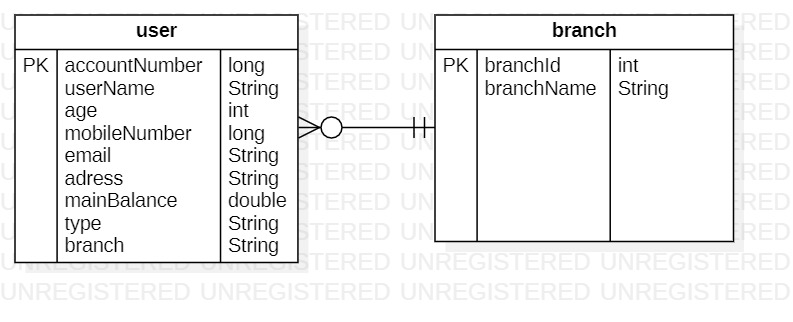 user
PK accountNumber long
userName String
age int
mobileNumber long
email String
adress String
mainBalance double
type String
branch String
branch
PK branchId int
branchName String
UNREGISTERED UNREGISTERED UNREGISTERED UNREGISTERED